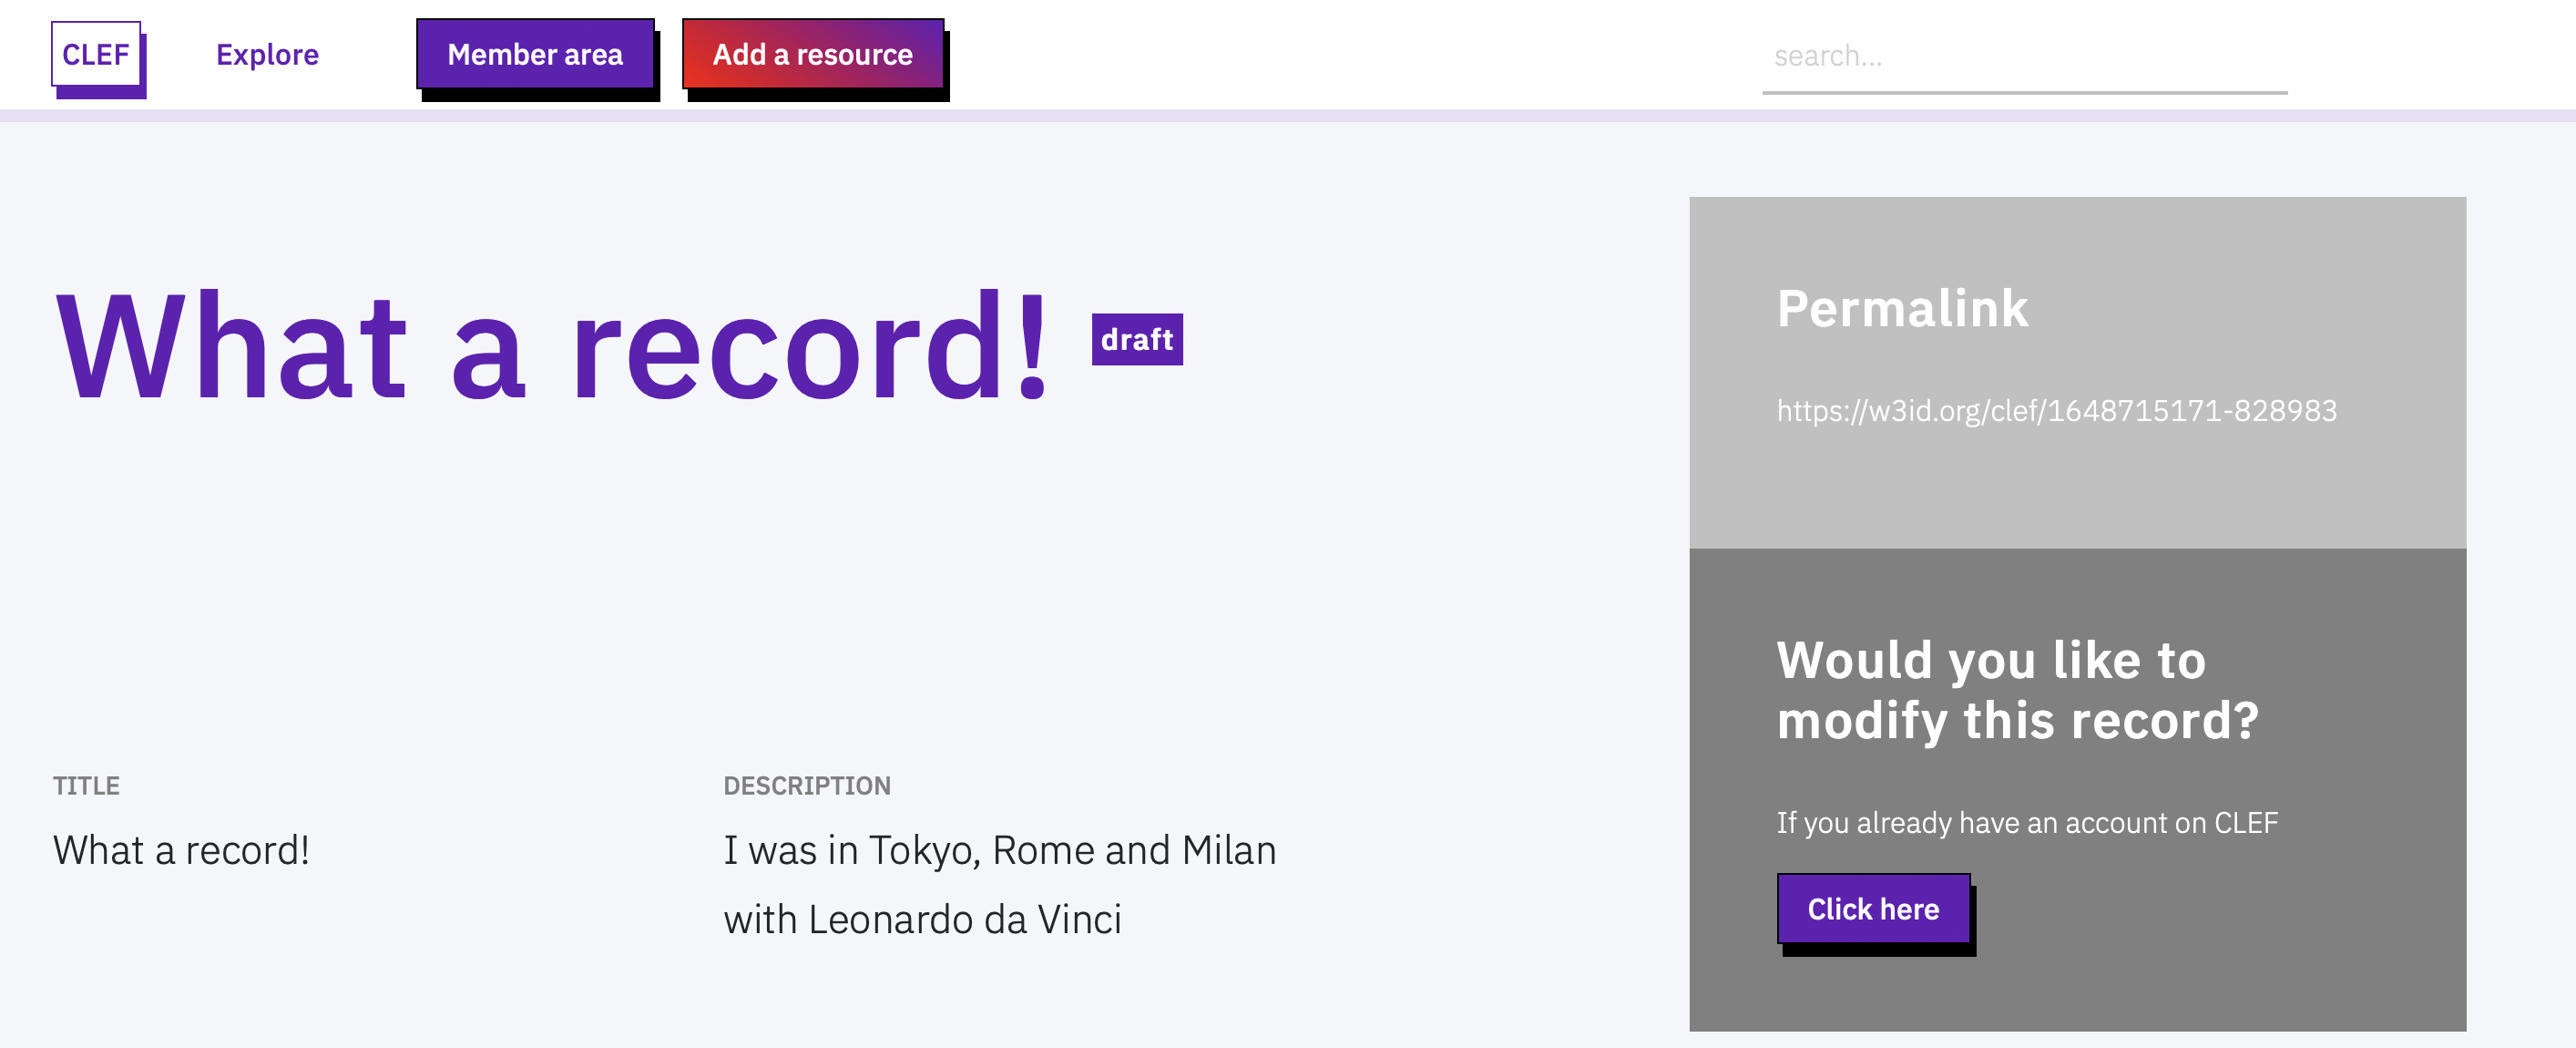 CLEF
Explore
Member area
Add a resource
search...
What a record!
draft
TITLE
What a record!
DESCRIPTION
I was in Tokyo, Rome and Milan
with Leonardo da Vinci
Permalink
https://w3id.org/clef/1648715171-828983
Would you like to
modify this record?
If you already have an account on CLEF
Click here